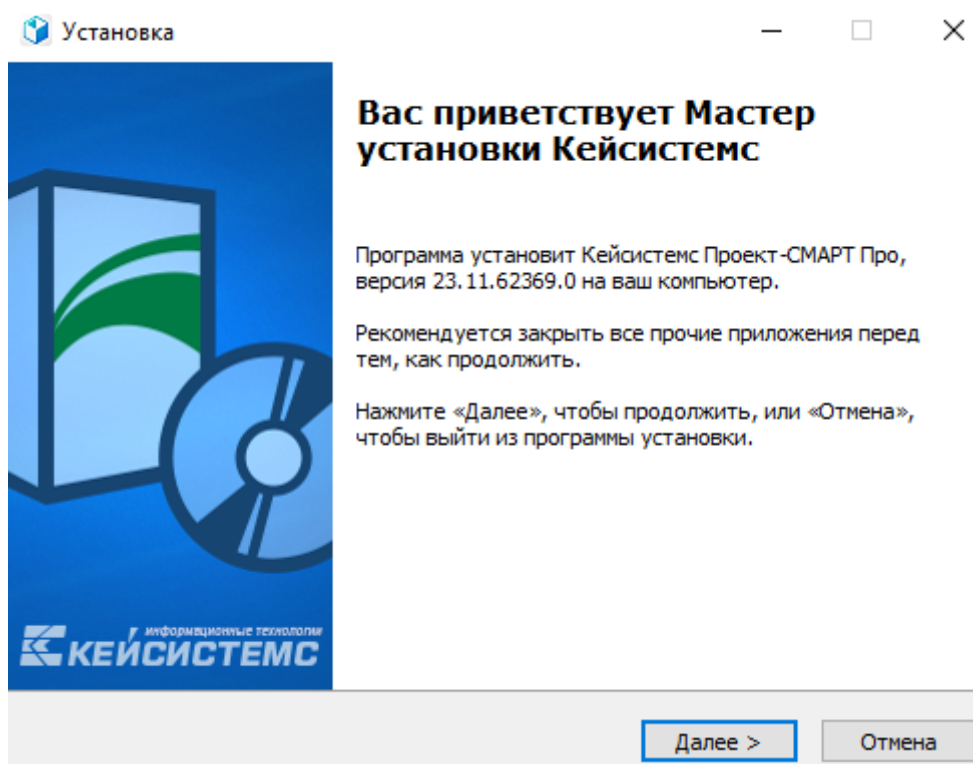 Установка
Вас приветствует Мастер
установки Кейсистемс
Программа установит Кейсистемс Проект-СМАРТ Про,
версия 23.11.62369.0 на ваш компьютер.
Рекомендуется закрыть все прочие приложения перед
тем, как продолжить.
Нажмите «Далее», чтобы продолжить, или «Отмена»,
чтобы выйти из программы установки.
информационные технологии
КЕЙСИСТЕМС
Далее >
Отмена